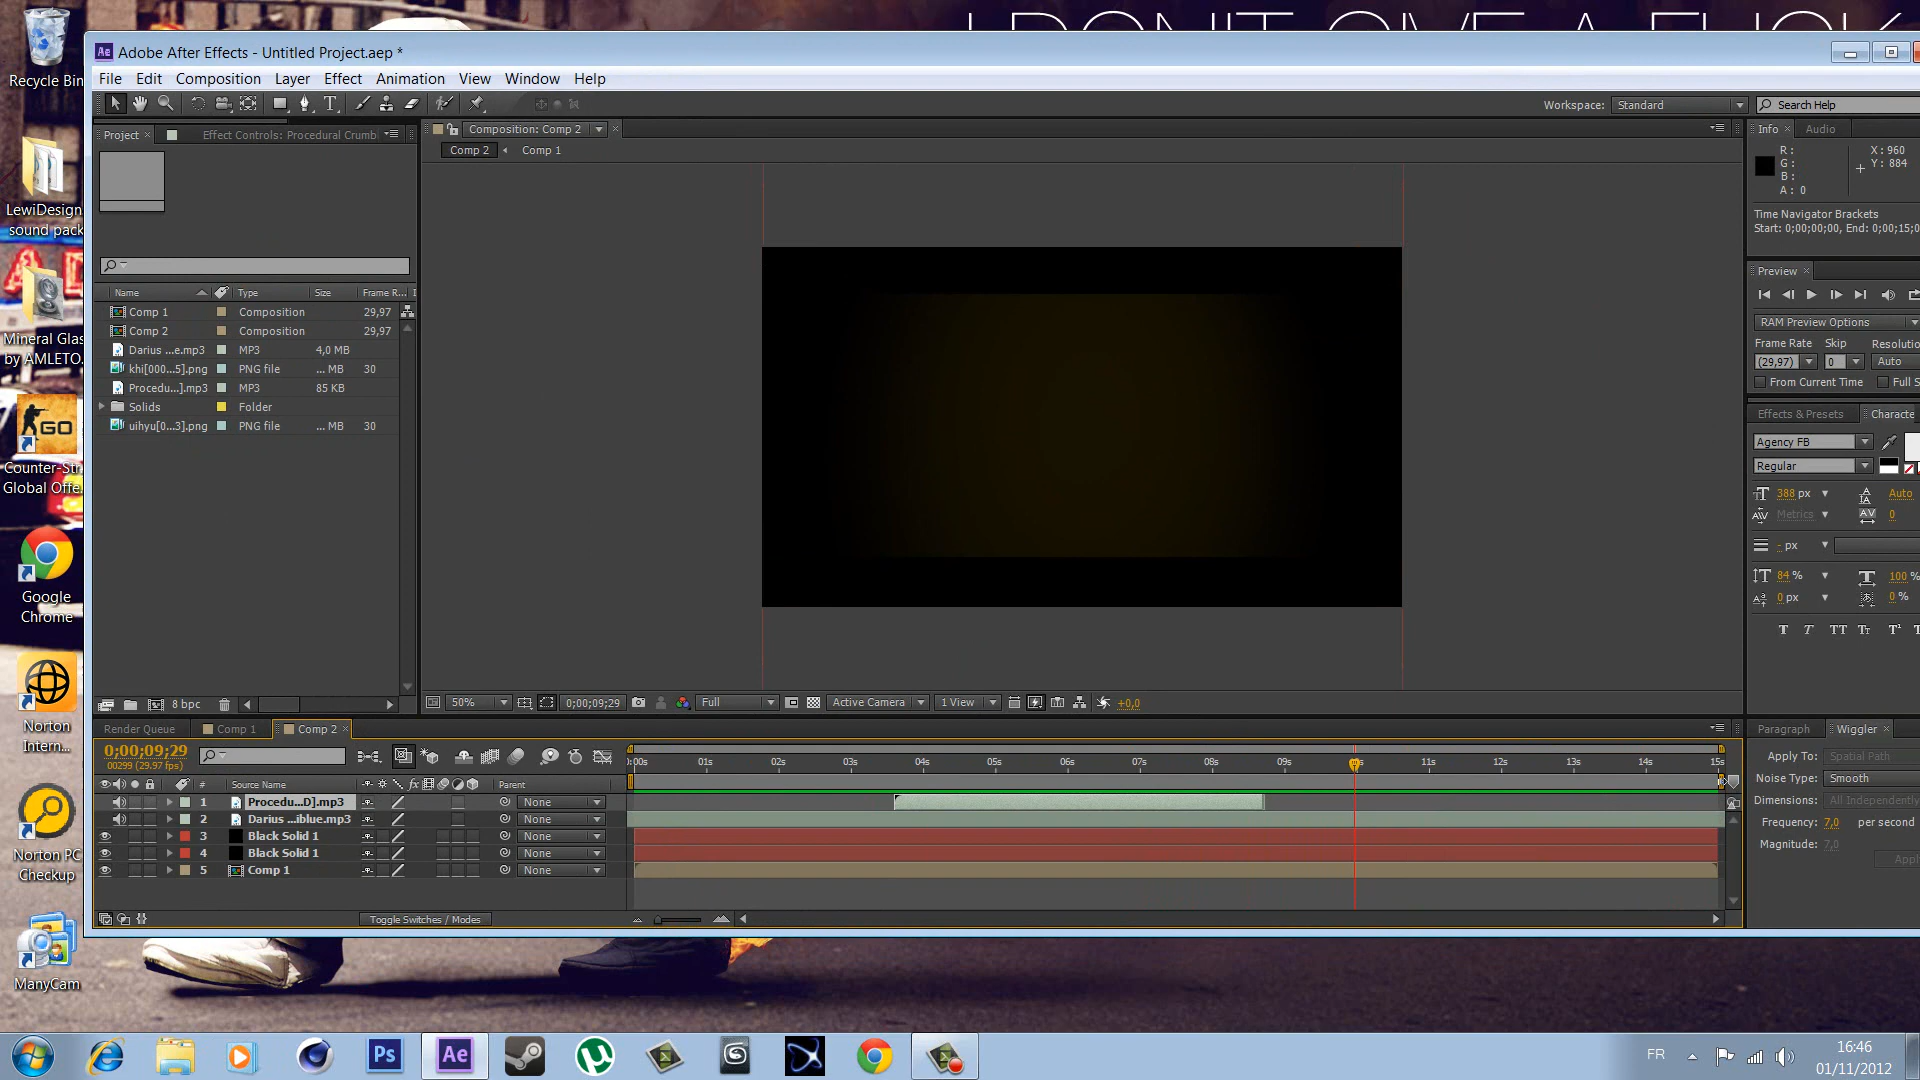 I DON'T GIVE A FUCK
Recycle Bin
Adobe After Effects - Untitled Project.aep *
File Edit Composition Layer Effect Animation View Window Help
Workspace: Standard
Search Help
Project
Effect Controls: Procedural Crumb
Composition: Comp 2
Comp 2 Comp 1
Info Audio
R :
G :
B :
A : 0
X : 960
Y : 884
Time Navigator Brackets
Start: 0;00;00;00, End: 0;00;15;0
LewiDesign
sound pack
Mineral Glas
by AMLETO.
GO
Counter-Str
Global Offe.
Google
Chrome
Norton
Intern...
Norton PC
Checkup
ManyCam
Name Type Size Frame R...
Comp 1 Composition 29,97
Comp 2 Composition 29,97
Darius ...e.mp3 MP3 4,0 MB
khi[000...5].png PNG file ... MB 30
Procedu...].mp3 MP3 85 KB
Solids Folder
uihyu[0...3].png PNG file ... MB 30
8 bpc
50% 0;00;09;29 Full Active Camera 1 View +0,0
Preview
RAM Preview Options
Frame Rate Skip Resolutio
(29,97) 0 Auto
From Current Time Full S
Effects & Presets Characte
Agency FB
Regular
388 px Auto
Metrics 0
- px
84 % 100 %
0 px 0 %
Render Queue Comp 1 Comp 2
0;00;09;29
00299 (29.97 fps)
# Source Name Parent
1 Procedu...D].mp3 None
2 Darius ...iblue.mp3 None
3 Black Solid 1 None
4 Black Solid 1 None
5 Comp 1 None
Toggle Switches / Modes
:00s 01s 02s 03s 04s 05s 06s 07s 08s 09s 11s 12s 13s 14s 15s
Paragraph Wiggler
Apply To: Spatial Path
Noise Type: Smooth
Dimensions: All Independently
Frequency: 7,0 per second
Magnitude: 7,0
Apply
Ps Ae
FR
16:46
01/11/2012